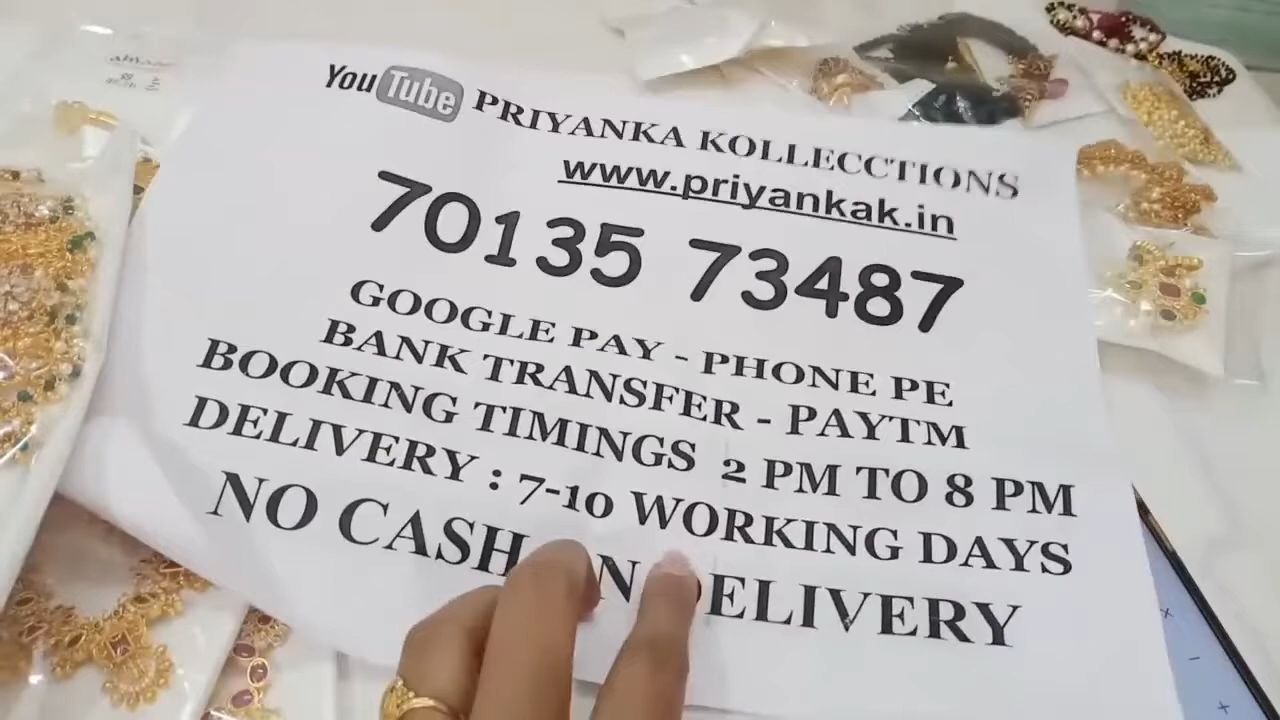 YouTube PRIYANKA KOLLECCTIONS
www.priyankak.in
70135 73487
GOOGLE PAY - PHONE PE
BANK TRANSFER - PAYTM
BOOKING TIMINGS 2 PM TO 8 PM
DELIVERY : 7-10 WORKING DAYS
NO CASH DELIVERY